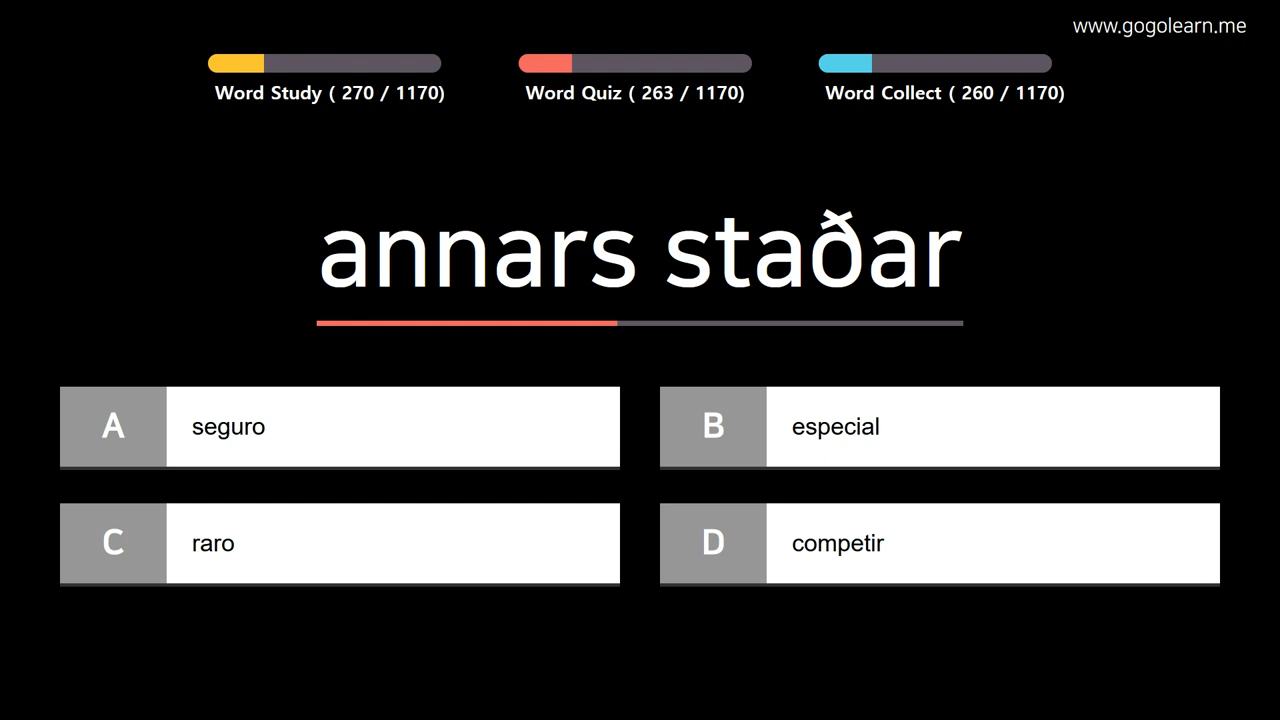 www.gogolearn.me
Word Study ( 270 / 1170)
Word Quiz ( 263 / 1170)
Word Collect ( 260 / 1170)
annars staðar
A seguro
B especial
C raro
D competir